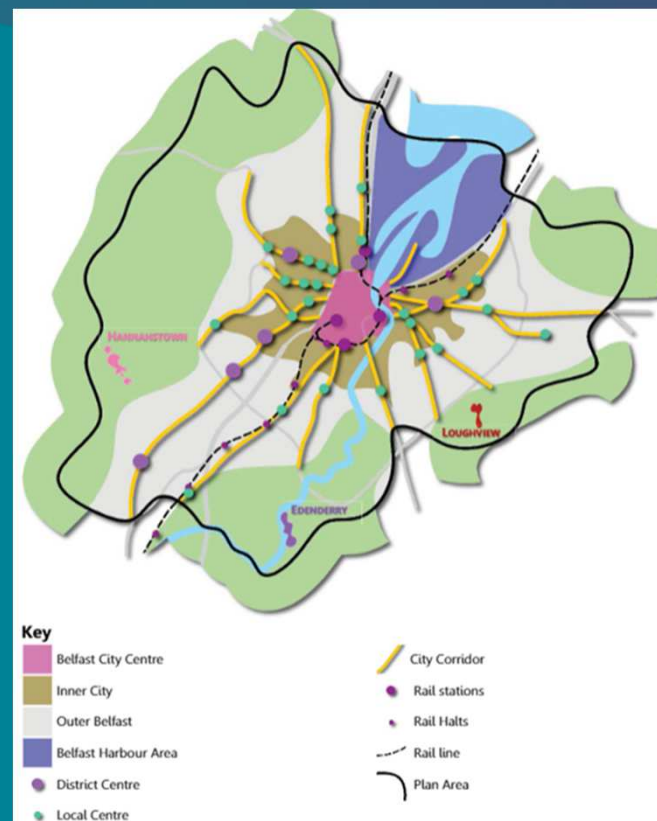 HANNAHSTOWN
LOUGHVIEW
EDENDERRY
Key
Belfast City Centre
Inner City
Outer Belfast
Belfast Harbour Area
District Centre
Local Centre
City Corridor
Rail stations
Rail Halts
Rail line
Plan Area